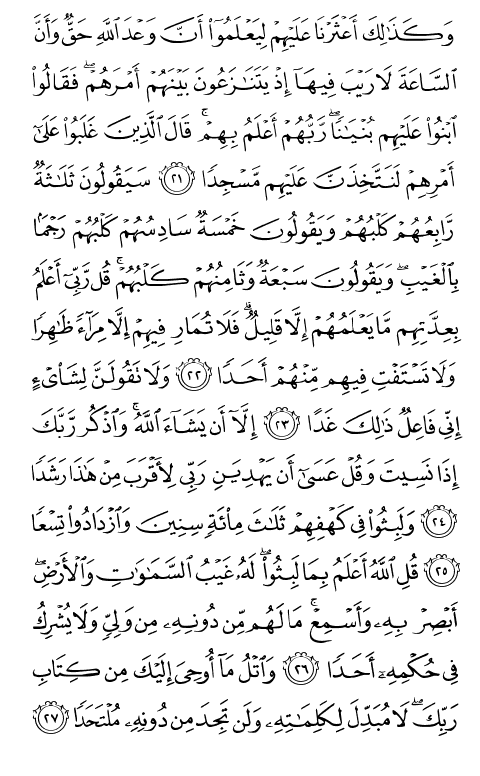 وَكَذَٰلِكَ أَعۡثَرۡنَا عَلَيۡهِمۡ لِيَعۡلَمُوٓاْ أَنَّ وَعۡدَ ٱللَّهِ حَقّٞ وَأَنَّ
ٱلسَّاعَةَ لَا رَيۡبَ فِيهَآ إِذۡ يَتَنَٰزَعُونَ بَيۡنَهُمۡ أَمۡرَهُمۡۖ فَقَالُواْ
ٱبۡنُواْ عَلَيۡهِم بُنۡيَٰنٗاۖ رَّبُّهُمۡ أَعۡلَمُ بِهِمۡۚ قَالَ ٱلَّذِينَ غَلَبُواْ عَلَىٰٓ
أَمۡرِهِمۡ لَنَتَّخِذَنَّ عَلَيۡهِم مَّسۡجِدٗا ٢١ سَيَقُولُونَ ثَلَٰثَةٞ
رَّابِعُهُمۡ كَلۡبُهُمۡ وَيَقُولُونَ خَمۡسَةٞ سَادِسُهُمۡ كَلۡبُهُمۡ رَجۡمَۢا
بِٱلۡغَيۡبِۖ وَيَقُولُونَ سَبۡعَةٞ وَثَامِنُهُمۡ كَلۡبُهُمۡۚ قُل رَّبِّيٓ أَعۡلَمُ
بِعِدَّتِهِم مَّا يَعۡلَمُهُمۡ إِلَّا قَلِيلٞۗ فَلَا تُمَارِ فِيهِمۡ إِلَّا مِرَآءٗ ظَٰهِرٗا
وَلَا تَسۡتَفۡتِ فِيهِم مِّنۡهُمۡ أَحَدٗا ٢٢ وَلَا تَقُولَنَّ لِشَاْيۡءٍ
إِنِّي فَاعِلٞ ذَٰلِكَ غَدًا ٢٣ إِلَّآ أَن يَشَآءَ ٱللَّهُۚ وَٱذۡكُر رَّبَّكَ
إِذَا نَسِيتَ وَقُلۡ عَسَىٰٓ أَن يَهۡدِيَنِ رَبِّي لِأَقۡرَبَ مِنۡ هَٰذَا رَشَدٗا
٢٤ وَلَبِثُواْ فِي كَهۡفِهِمۡ ثَلَٰثَ مِاْئَةٖ سِنِينَ وَٱزۡدَادُواْ تِسۡعٗا
٢٥ قُلِ ٱللَّهُ أَعۡلَمُ بِمَا لَبِثُواْۖ لَهُۥ غَيۡبُ ٱلسَّمَٰوَٰتِ وَٱلۡأَرۡضِۖ
أَبۡصِرۡ بِهِۦ وَأَسۡمِعۡۚ مَا لَهُم مِّن دُونِهِۦ مِن وَلِيّٖ وَلَا يُشۡرِكُ
فِي حُكۡمِهِۦٓ أَحَدٗا ٢٦ وَٱتۡلُ مَآ أُوحِيَ إِلَيۡكَ مِن كِتَابِ
رَبِّكَۖ لَا مُبَدِّلَ لِكَلِمَٰتِهِۦ وَلَن تَجِدَ مِن دُونِهِۦ مُلۡتَحَدٗا ٢٧